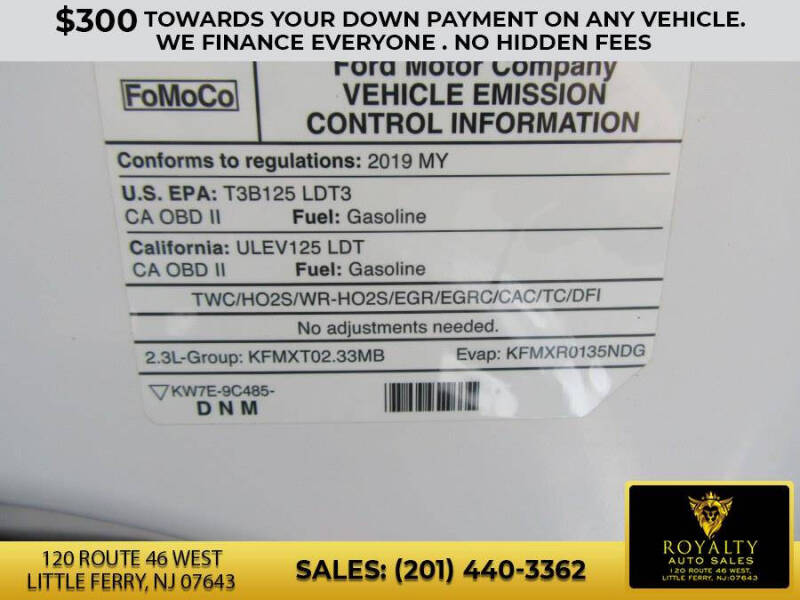 $300 TOWARDS YOUR DOWN PAYMENT ON ANY VEHICLE.
WE FINANCE EVERYONE . NO HIDDEN FEES
Ford Motor Company
FoMoCo
VEHICLE EMISSION
CONTROL INFORMATION
Conforms to regulations: 2019 MY
U.S. EPA: T3B125 LDT3
CA OBD II Fuel: Gasoline
California: ULEV125 LDT
CA OBD II Fuel: Gasoline
TWC/HO2S/WR-HO2S/EGR/EGRC/CAC/TC/DFI
No adjustments needed.
2.3L-Group: KFMXT02.33MB Evap: KFMXR0135NDG
KW7E-9C485-
DNM
120 ROUTE 46 WEST
LITTLE FERRY, NJ 07643
SALES: (201) 440-3362
ROYALTY
AUTO SALES
120 ROUTE 46 WEST,
LITTLE FERRY, NJ,07643